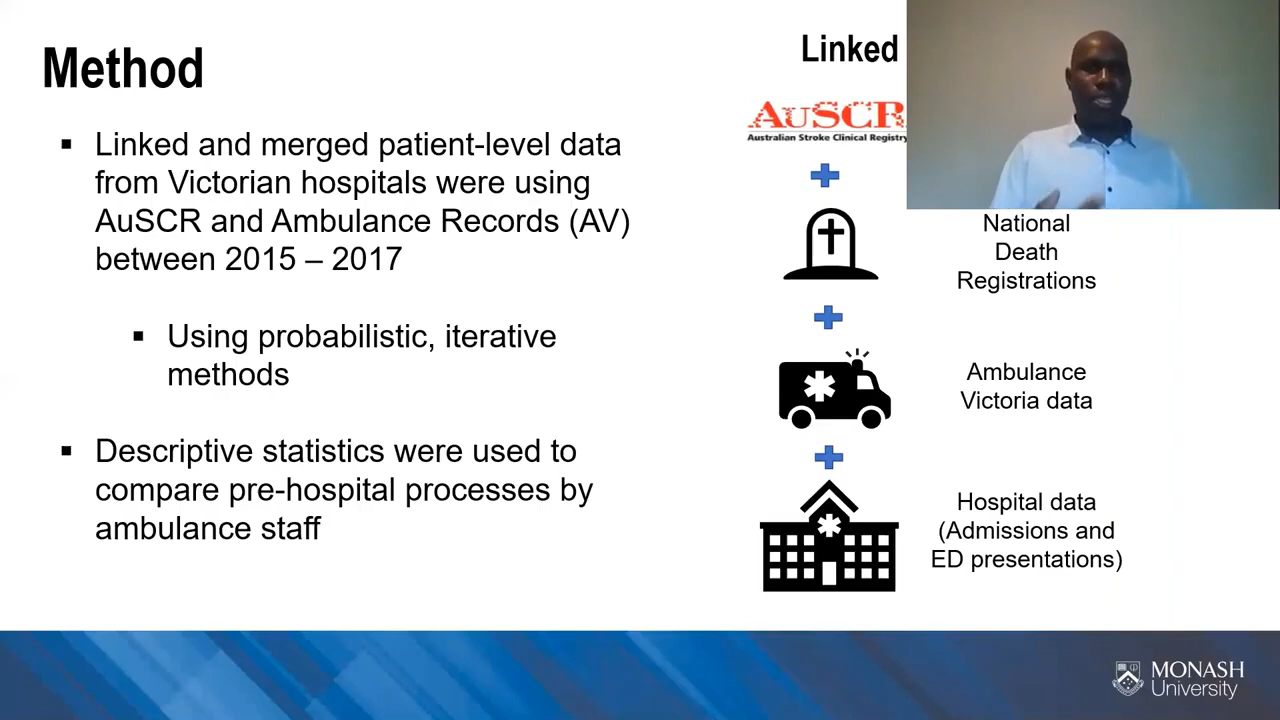 Method
▪ Linked and merged patient-level data
from Victorian hospitals were using
AuSCR and Ambulance Records (AV)
between 2015 – 2017
▪ Using probabilistic, iterative
methods
▪ Descriptive statistics were used to
compare pre-hospital processes by
ambulance staff
Linked
AuSCR
Australian Stroke Clinical Registry
National
Death
Registrations
Ambulance
Victoria data
Hospital data
(Admissions and
ED presentations)
MONASH
University